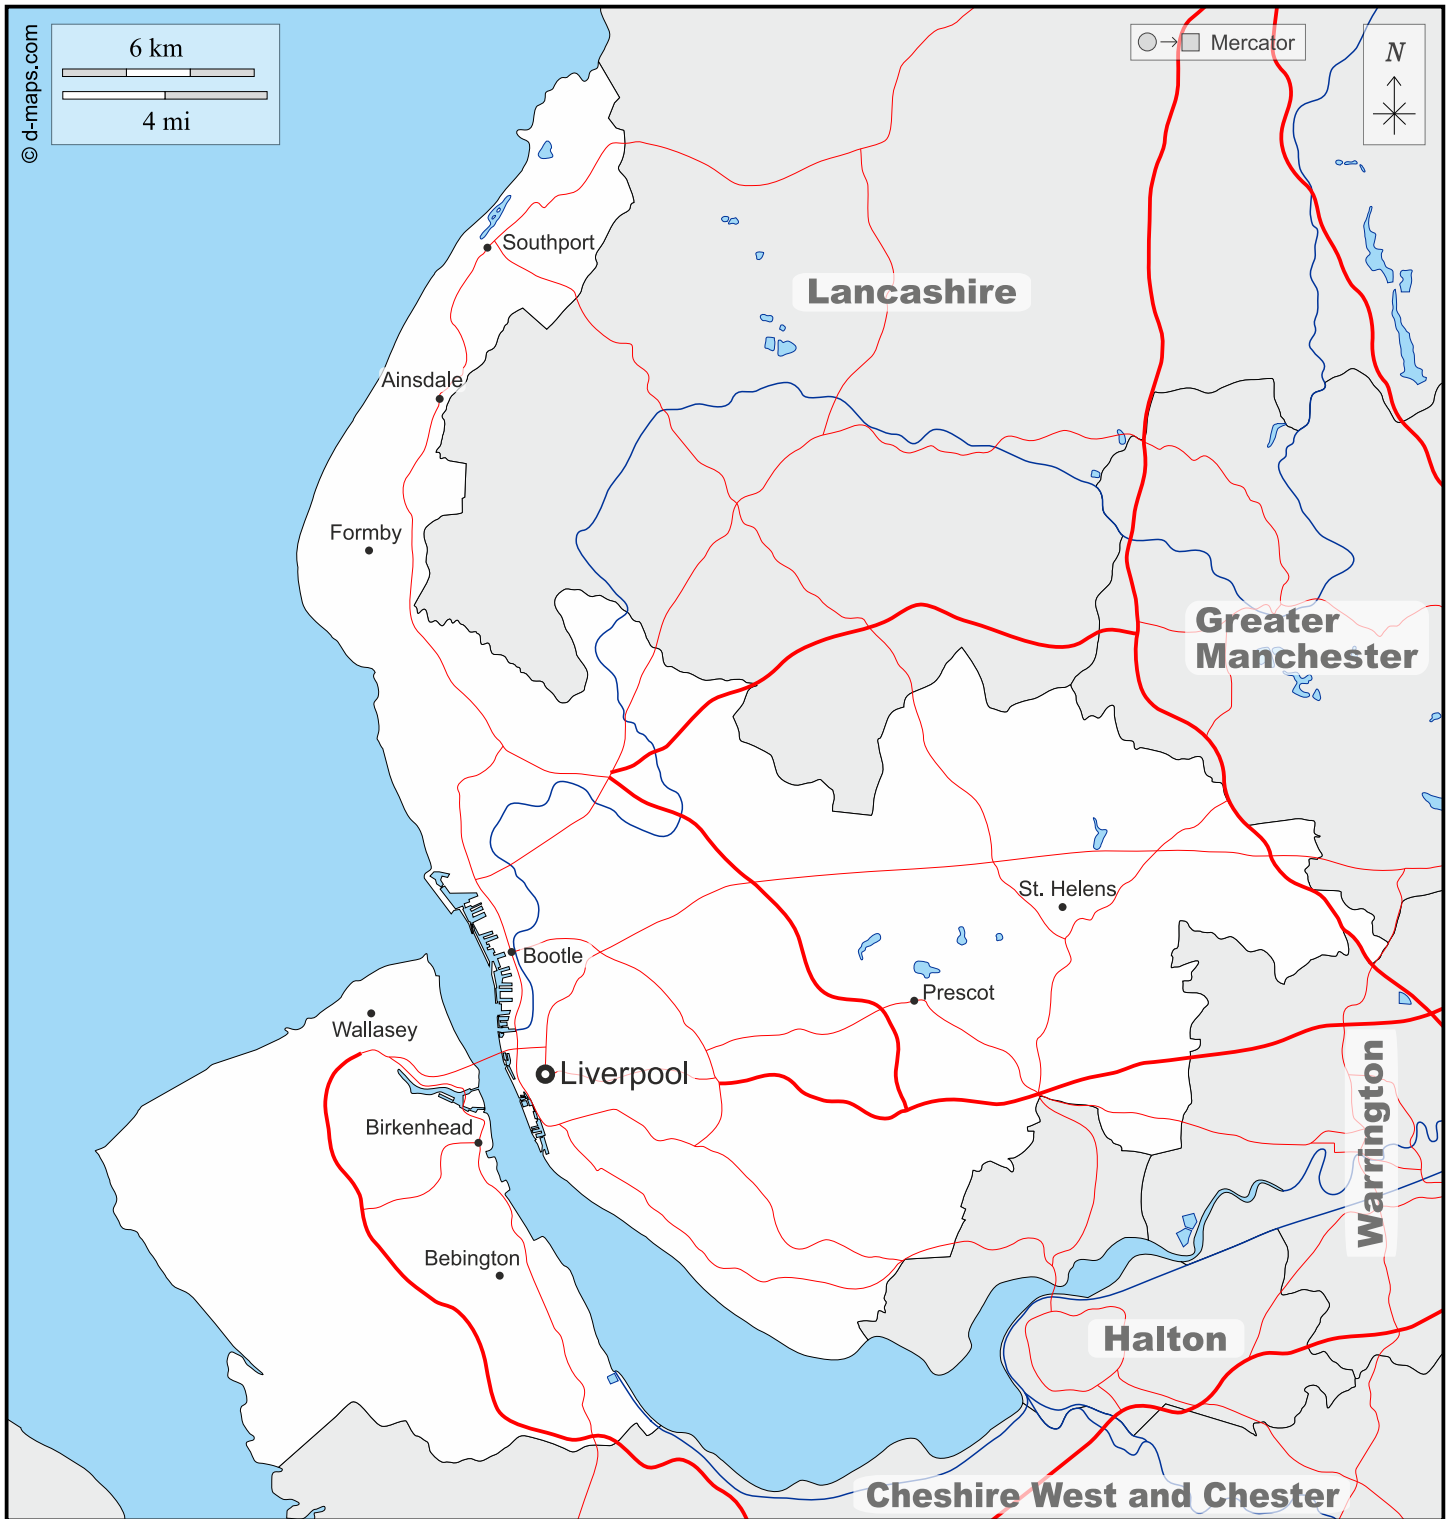 © d-maps.com
6 km
4 mi
Mercator
N
Southport
Lancashire
Ainsdale
Formby
Greater
Manchester
St. Helens
Bootle
Prescot
Wallasey
Liverpool
Birkenhead
Warrington
Bebington
Halton
Cheshire West and Chester